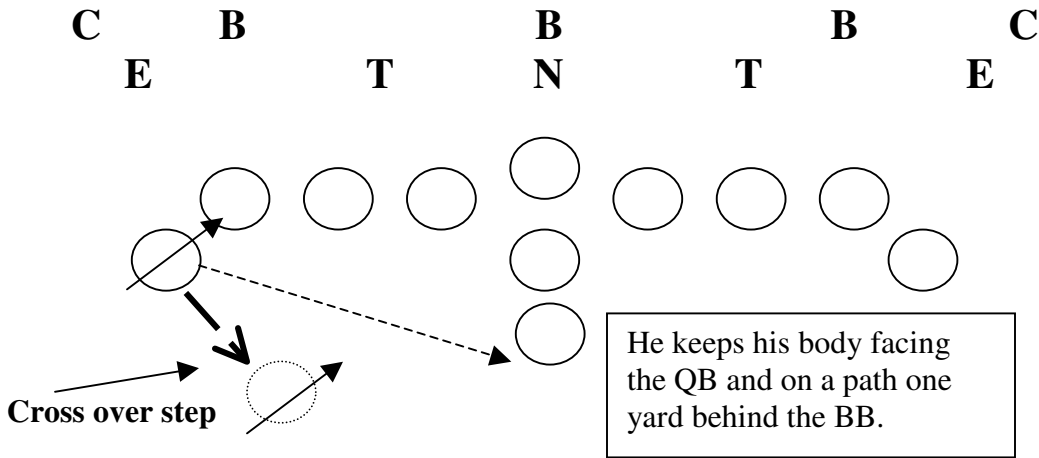 C B B B C
E T N T E
He keeps his body facing
the QB and on a path one
yard behind the BB.
Cross over step